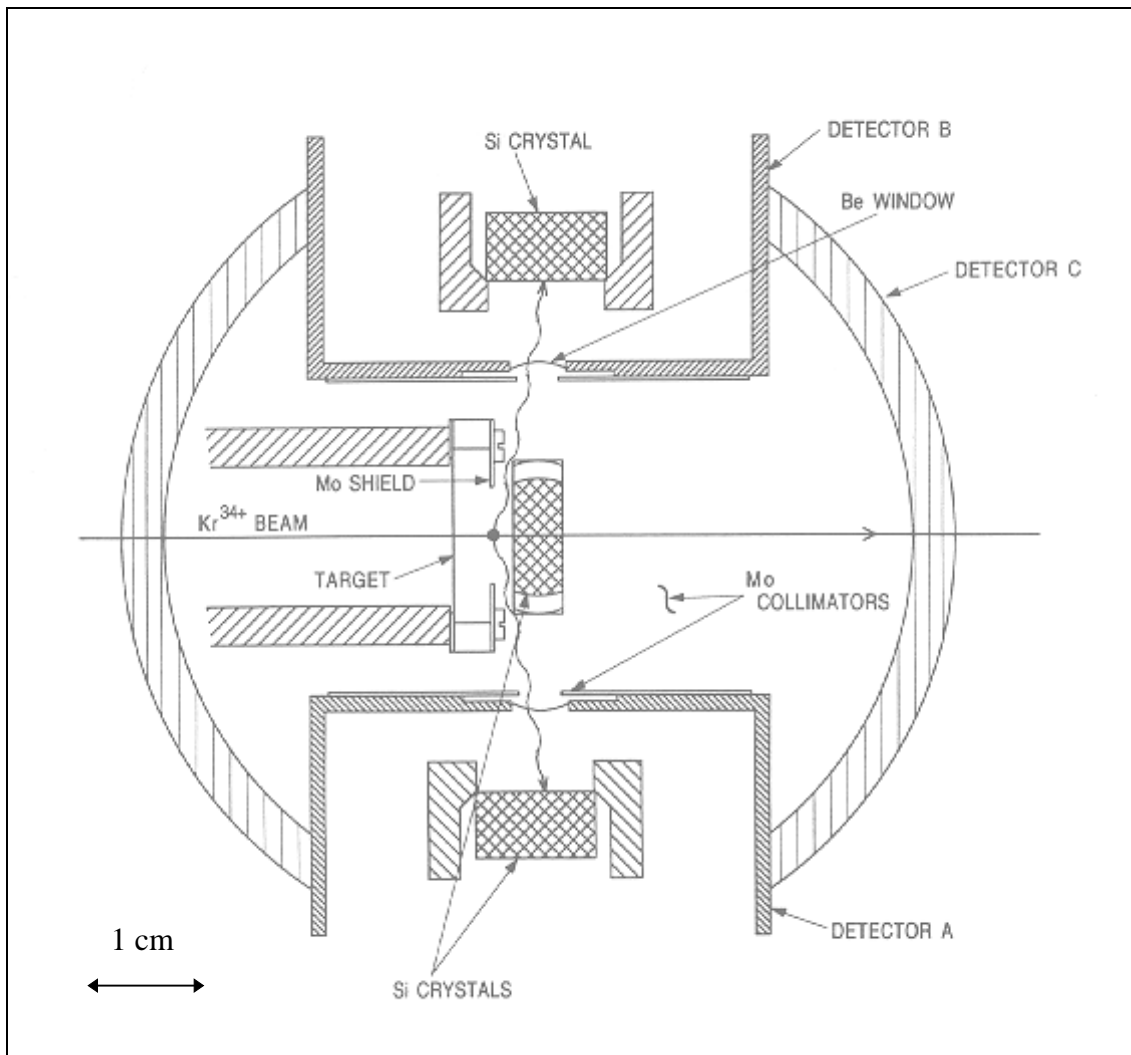 Si CRYSTAL
DETECTOR B
Be WINDOW
DETECTOR C
Mo SHIELD
Kr34+ BEAM
TARGET
Mo
COLLIMATORS
DETECTOR A
1 cm
Si CRYSTALS